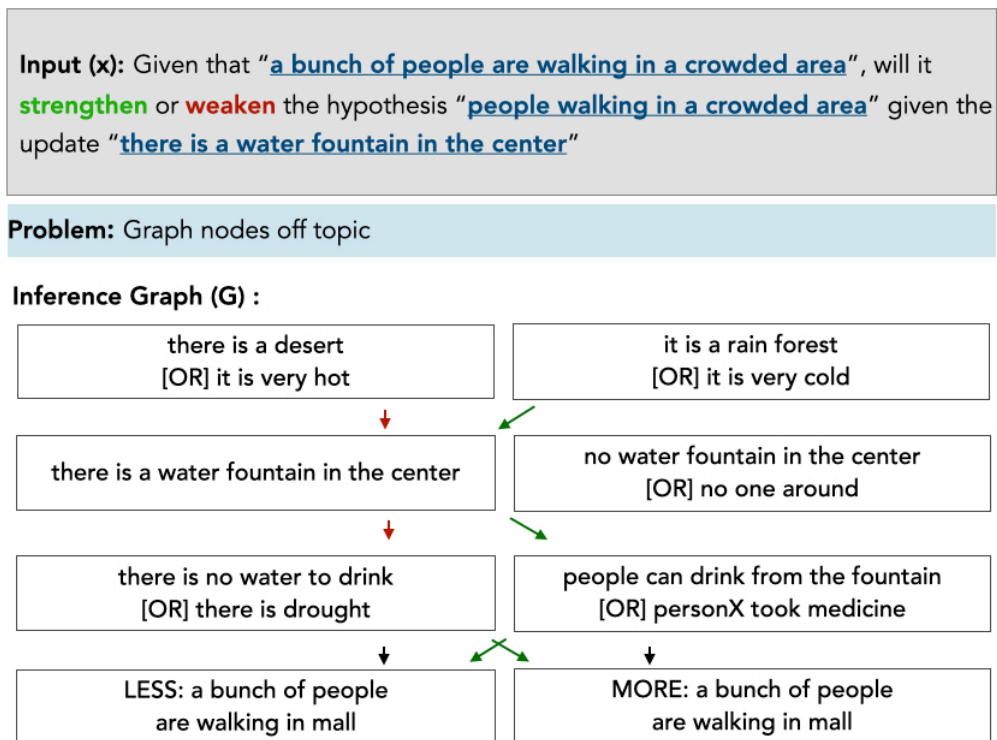 Input (x): Given that “a bunch of people are walking in a crowded area”, will it
strengthen or weaken the hypothesis “people walking in a crowded area” given the
update “there is a water fountain in the center”
Problem: Graph nodes off topic
Inference Graph (G) :
there is a desert
[OR] it is very hot
it is a rain forest
[OR] it is very cold
there is a water fountain in the center
no water fountain in the center
[OR] no one around
there is no water to drink
[OR] there is drought
people can drink from the fountain
[OR] personX took medicine
LESS: a bunch of people
are walking in mall
MORE: a bunch of people
are walking in mall